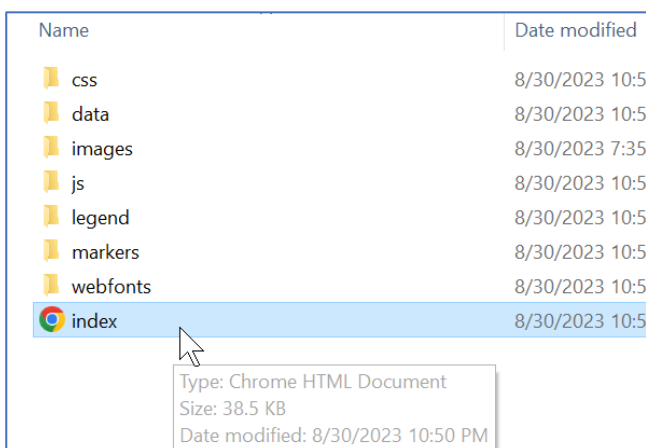 Name Date modified
css 8/30/2023 10:5
data 8/30/2023 10:5
images 8/30/2023 7:35
js 8/30/2023 10:5
legend 8/30/2023 10:5
markers 8/30/2023 10:5
webfonts 8/30/2023 10:5
index 8/30/2023 10:5
Type: Chrome HTML Document
Size: 38.5 KB
Date modified: 8/30/2023 10:50 PM